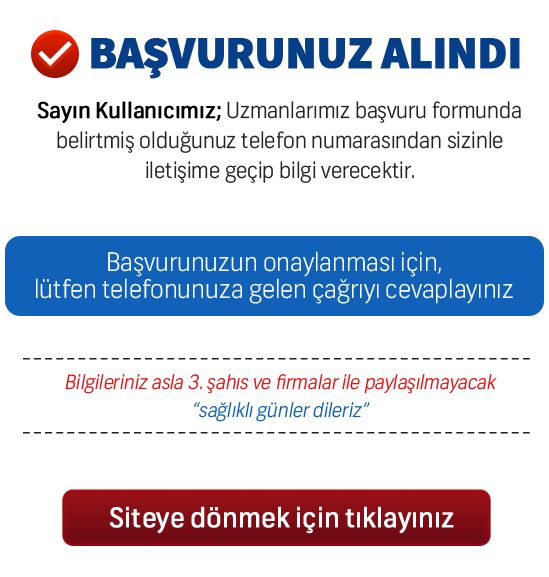 BAŞVURUNUZ ALINDI
Sayın Kullanıcımız; Uzmanlarımız başvuru formunda
belirtmiş olduğunuz telefon numarasından sizinle
iletişime geçip bilgi verecektir.
Başvurunuzun onaylanması için,
lütfen telefonunuza gelen çağrıyı cevaplayınız
Bilgileriniz asla 3. şahıs ve firmalar ile paylaşılmayacak
“sağlıklı günler dileriz”
Siteye dönmek için tıklayınız